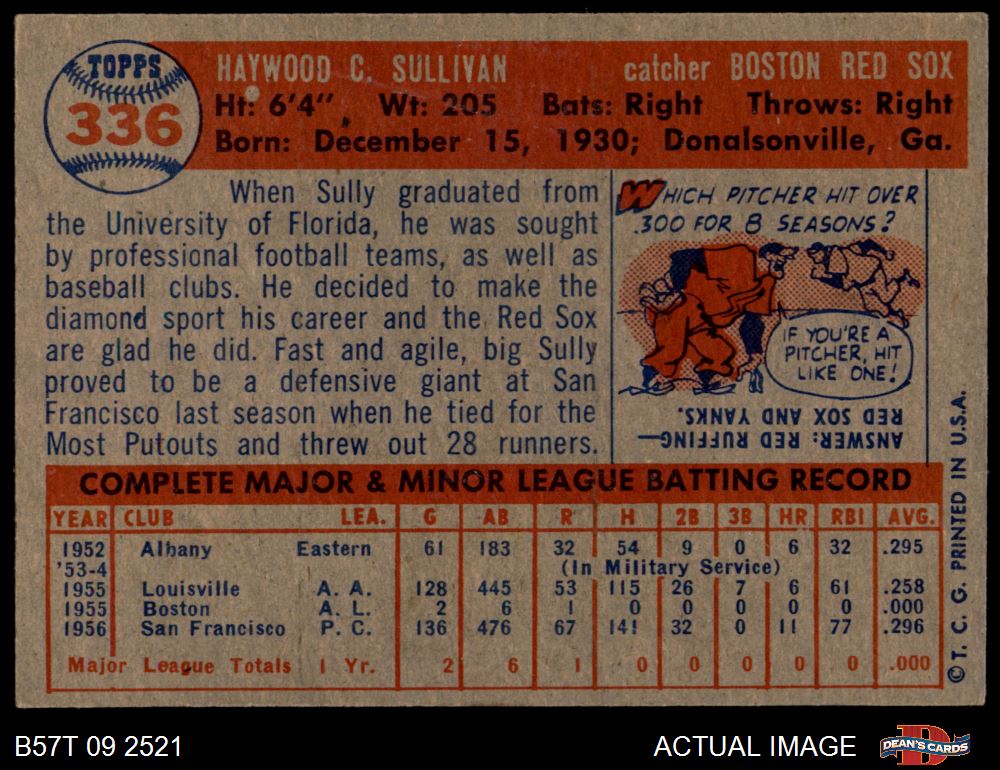 TOPPS
336
HAYWOOD C. SULLIVAN catcher BOSTON RED SOX
Ht: 6'4" Wt: 205 Bats: Right Throws: Right
Born: December 15, 1930; Donalsonville, Ga.
When Sully graduated from
the University of Florida, he was sought
by professional football teams, as well as
baseball clubs. He decided to make the
diamond sport his career and the Red Sox
are glad he did. Fast and agile, big Sully
proved to be a defensive giant at San
Francisco last season when he tied for the
Most Putouts and threw out 28 runners.
WHICH PITCHER HIT OVER
.300 FOR 8 SEASONS?
IF YOU'RE A
PITCHER, HIT
LIKE ONE!
ANSWER: RED RUFFING—
RED SOX AND YANKS.
COMPLETE MAJOR & MINOR LEAGUE BATTING RECORD
YEAR CLUB LEA. G AB R H 2B 3B HR RBI AVG.
1952 Albany Eastern 61 183 32 54 9 0 6 32 .295
'53-4 (In Military Service)
1955 Louisville A. A. 128 445 53 115 26 7 6 61 .258
1955 Boston A. L. 2 6 1 0 0 0 0 0 .000
1956 San Francisco P. C. 136 476 67 141 32 0 11 77 .296
Major League Totals 1 Yr. 2 6 1 0 0 0 0 0 .000
©T. C. G. PRINTED IN U.S.A.
B57T 09 2521 ACTUAL IMAGE DEAN'S CARDS